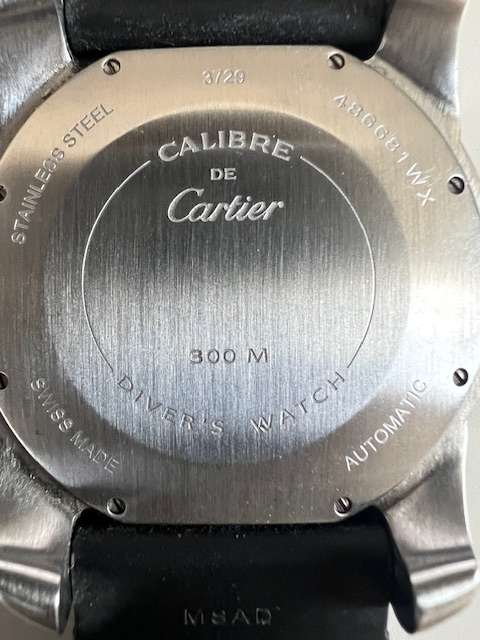 3729
486681WX
STAINLESS STEEL
CALIBRE
DE
Cartier
300 M
DIVER'S WATCH
SWISS MADE
AUTOMATIC
MSAD